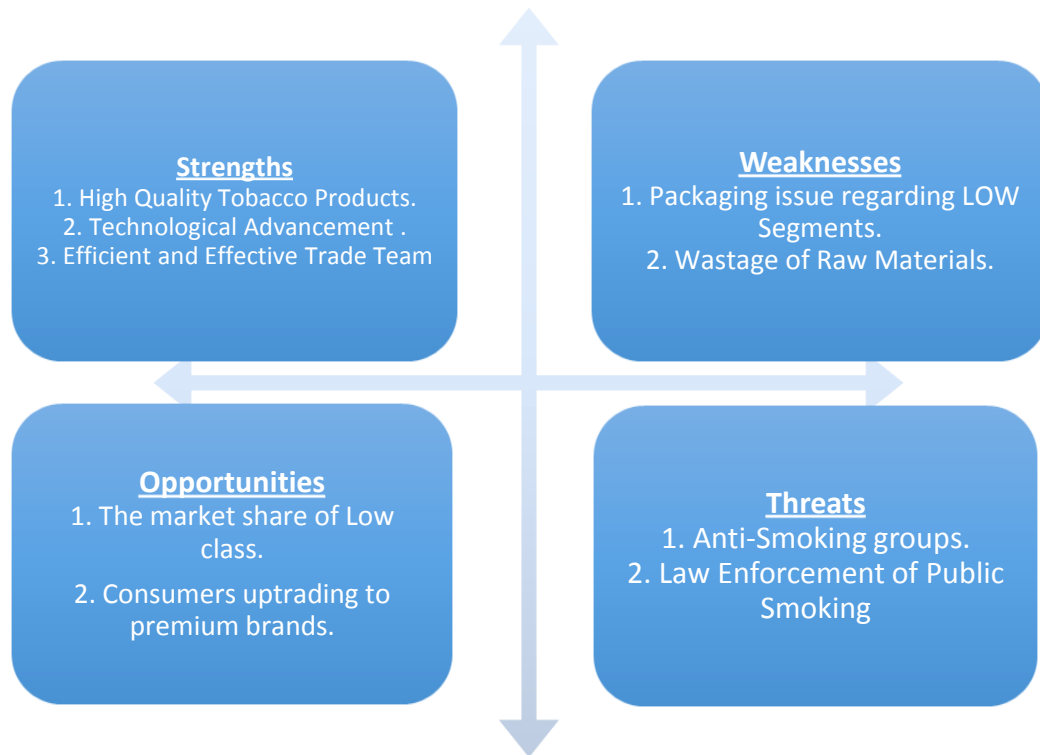 Strengths
1. High Quality Tobacco Products.
2. Technological Advancement .
3. Efficient and Effective Trade Team
Weaknesses
1. Packaging issue regarding LOW
Segments.
2. Wastage of Raw Materials.
Opportunities
1. The market share of Low
class.
2. Consumers uptrading to
premium brands.
Threats
1. Anti-Smoking groups.
2. Law Enforcement of Public
Smoking